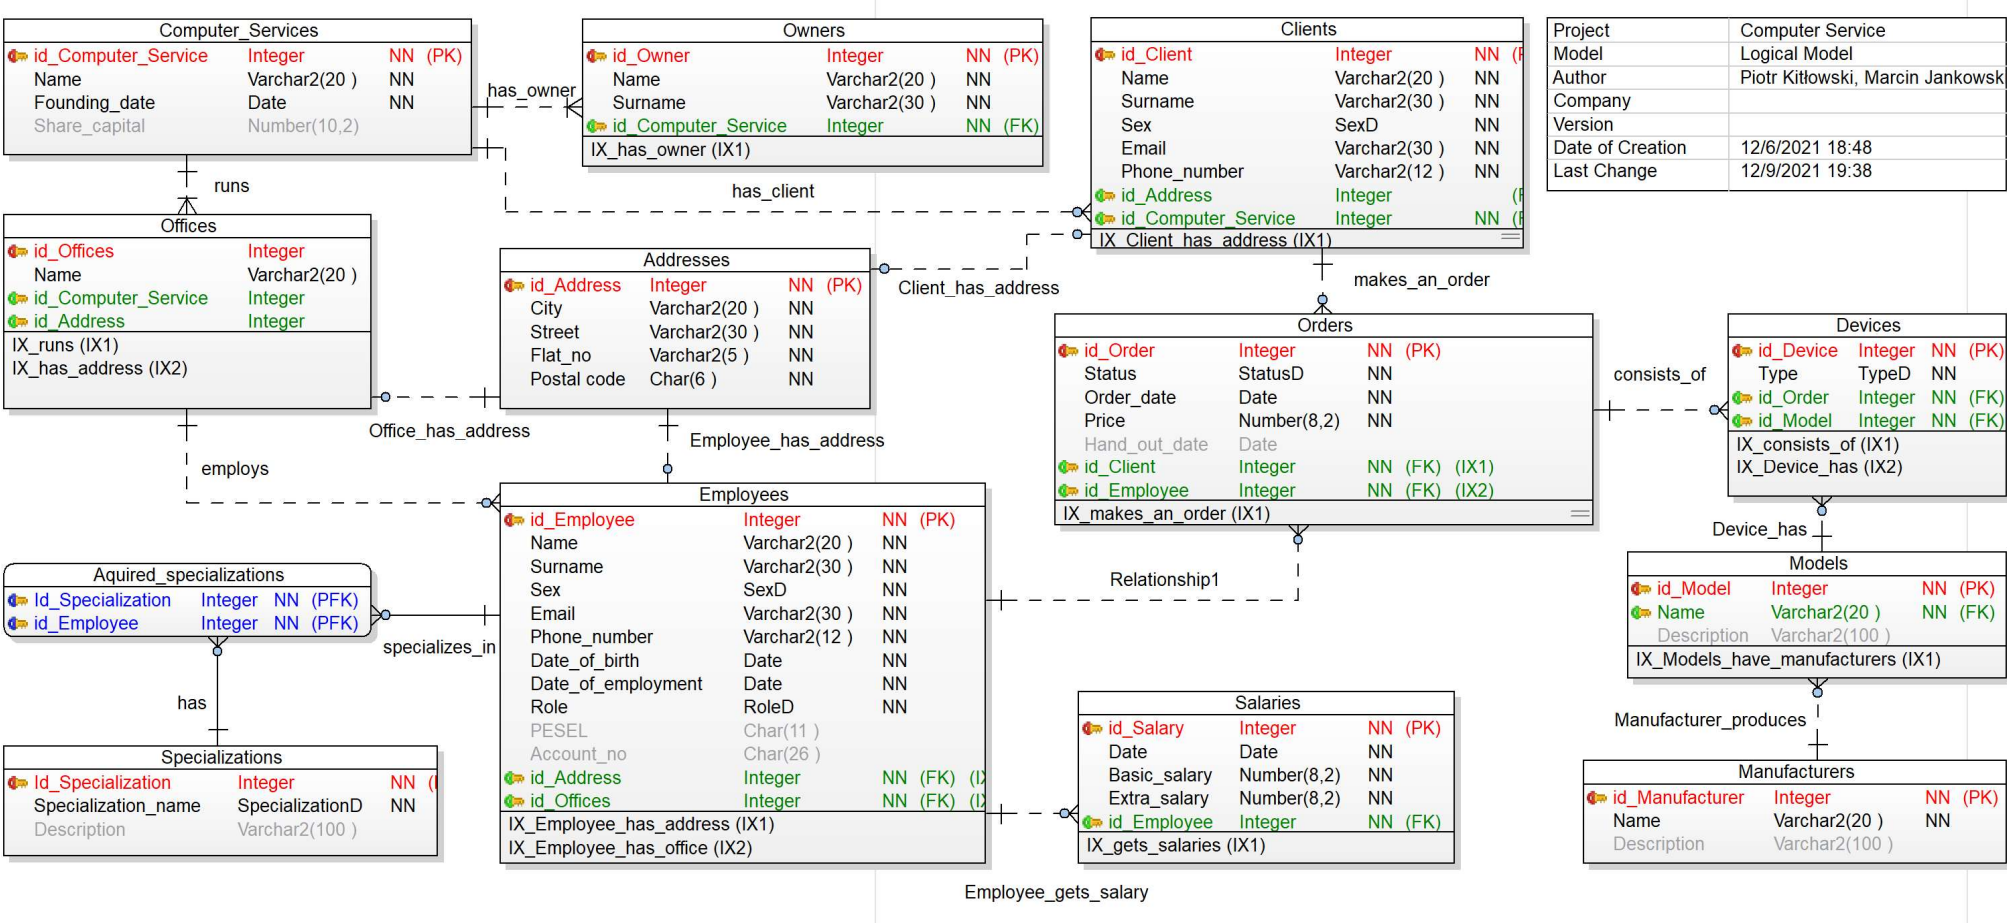 Computer_Services
id_Computer_Service Integer NN (PK)
Name Varchar2(20 ) NN
Founding_date Date NN
Share_capital Number(10,2)
has_owner
Owners
id_Owner Integer NN (PK)
Name Varchar2(20 ) NN
Surname Varchar2(30 ) NN
id_Computer_Service Integer NN (FK)
IX_has_owner (IX1)
Clients
id_Client Integer NN
Name Varchar2(20 ) NN
Surname Varchar2(30 ) NN
Sex SexD NN
Email Varchar2(30 ) NN
Phone_number Varchar2(12 ) NN
id_Address Integer
id_Computer_Service Integer NN
IX_Client_has_address (IX1)
Project Computer Service
Model Logical Model
Author Piotr Kitłowski, Marcin Jankowsk
Company
Version
Date of Creation 12/6/2021 18:48
Last Change 12/9/2021 19:38
runs
has_client
Offices
id_Offices Integer
Name Varchar2(20 )
id_Computer_Service Integer
id_Address Integer
IX_runs (IX1)
IX_has_address (IX2)
Addresses
id_Address Integer NN (PK)
City Varchar2(20 ) NN
Street Varchar2(30 ) NN
Flat_no Varchar2(5 ) NN
Postal code Char(6 ) NN
Client_has_address
makes_an_order
Orders
id_Order Integer NN (PK)
Status StatusD NN
Order_date Date NN
Price Number(8,2) NN
Hand_out_date Date
id_Client Integer NN (FK) (IX1)
id_Employee Integer NN (FK) (IX2)
IX_makes_an_order (IX1)
consists_of
Devices
id_Device Integer NN (PK)
Type TypeD NN
id_Order Integer NN (FK)
id_Model Integer NN (FK)
IX_consists_of (IX1)
IX_Device_has (IX2)
Office_has_address
Employee_has_address
employs
Employees
id_Employee Integer NN (PK)
Name Varchar2(20 ) NN
Surname Varchar2(30 ) NN
Sex SexD NN
Email Varchar2(30 ) NN
Phone_number Varchar2(12 ) NN
Date_of_birth Date NN
Date_of_employment Date NN
Role RoleD NN
PESEL Char(11 )
Account_no Char(26 )
id_Address Integer NN (FK)
id_Offices Integer NN (FK)
IX_Employee_has_address (IX1)
IX_Employee_has_office (IX2)
Device_has
Models
id_Model Integer NN (PK)
Name Varchar2(20 ) NN (FK)
Description Varchar2(100 )
IX_Models_have_manufacturers (IX1)
Aquired_specializations
Id_Specialization Integer NN (PFK)
id_Employee Integer NN (PFK)
specializes_in
Relationship1
has
Specializations
Id_Specialization Integer NN
Specialization_name SpecializationD NN
Description Varchar2(100 )
Salaries
id_Salary Integer NN (PK)
Date Date NN
Basic_salary Number(8,2) NN
Extra_salary Number(8,2) NN
id_Employee Integer NN (FK)
IX_gets_salaries (IX1)
Manufacturer_produces
Manufacturers
id_Manufacturer Integer NN (PK)
Name Varchar2(20 ) NN
Description Varchar2(100 )
Employee_gets_salary